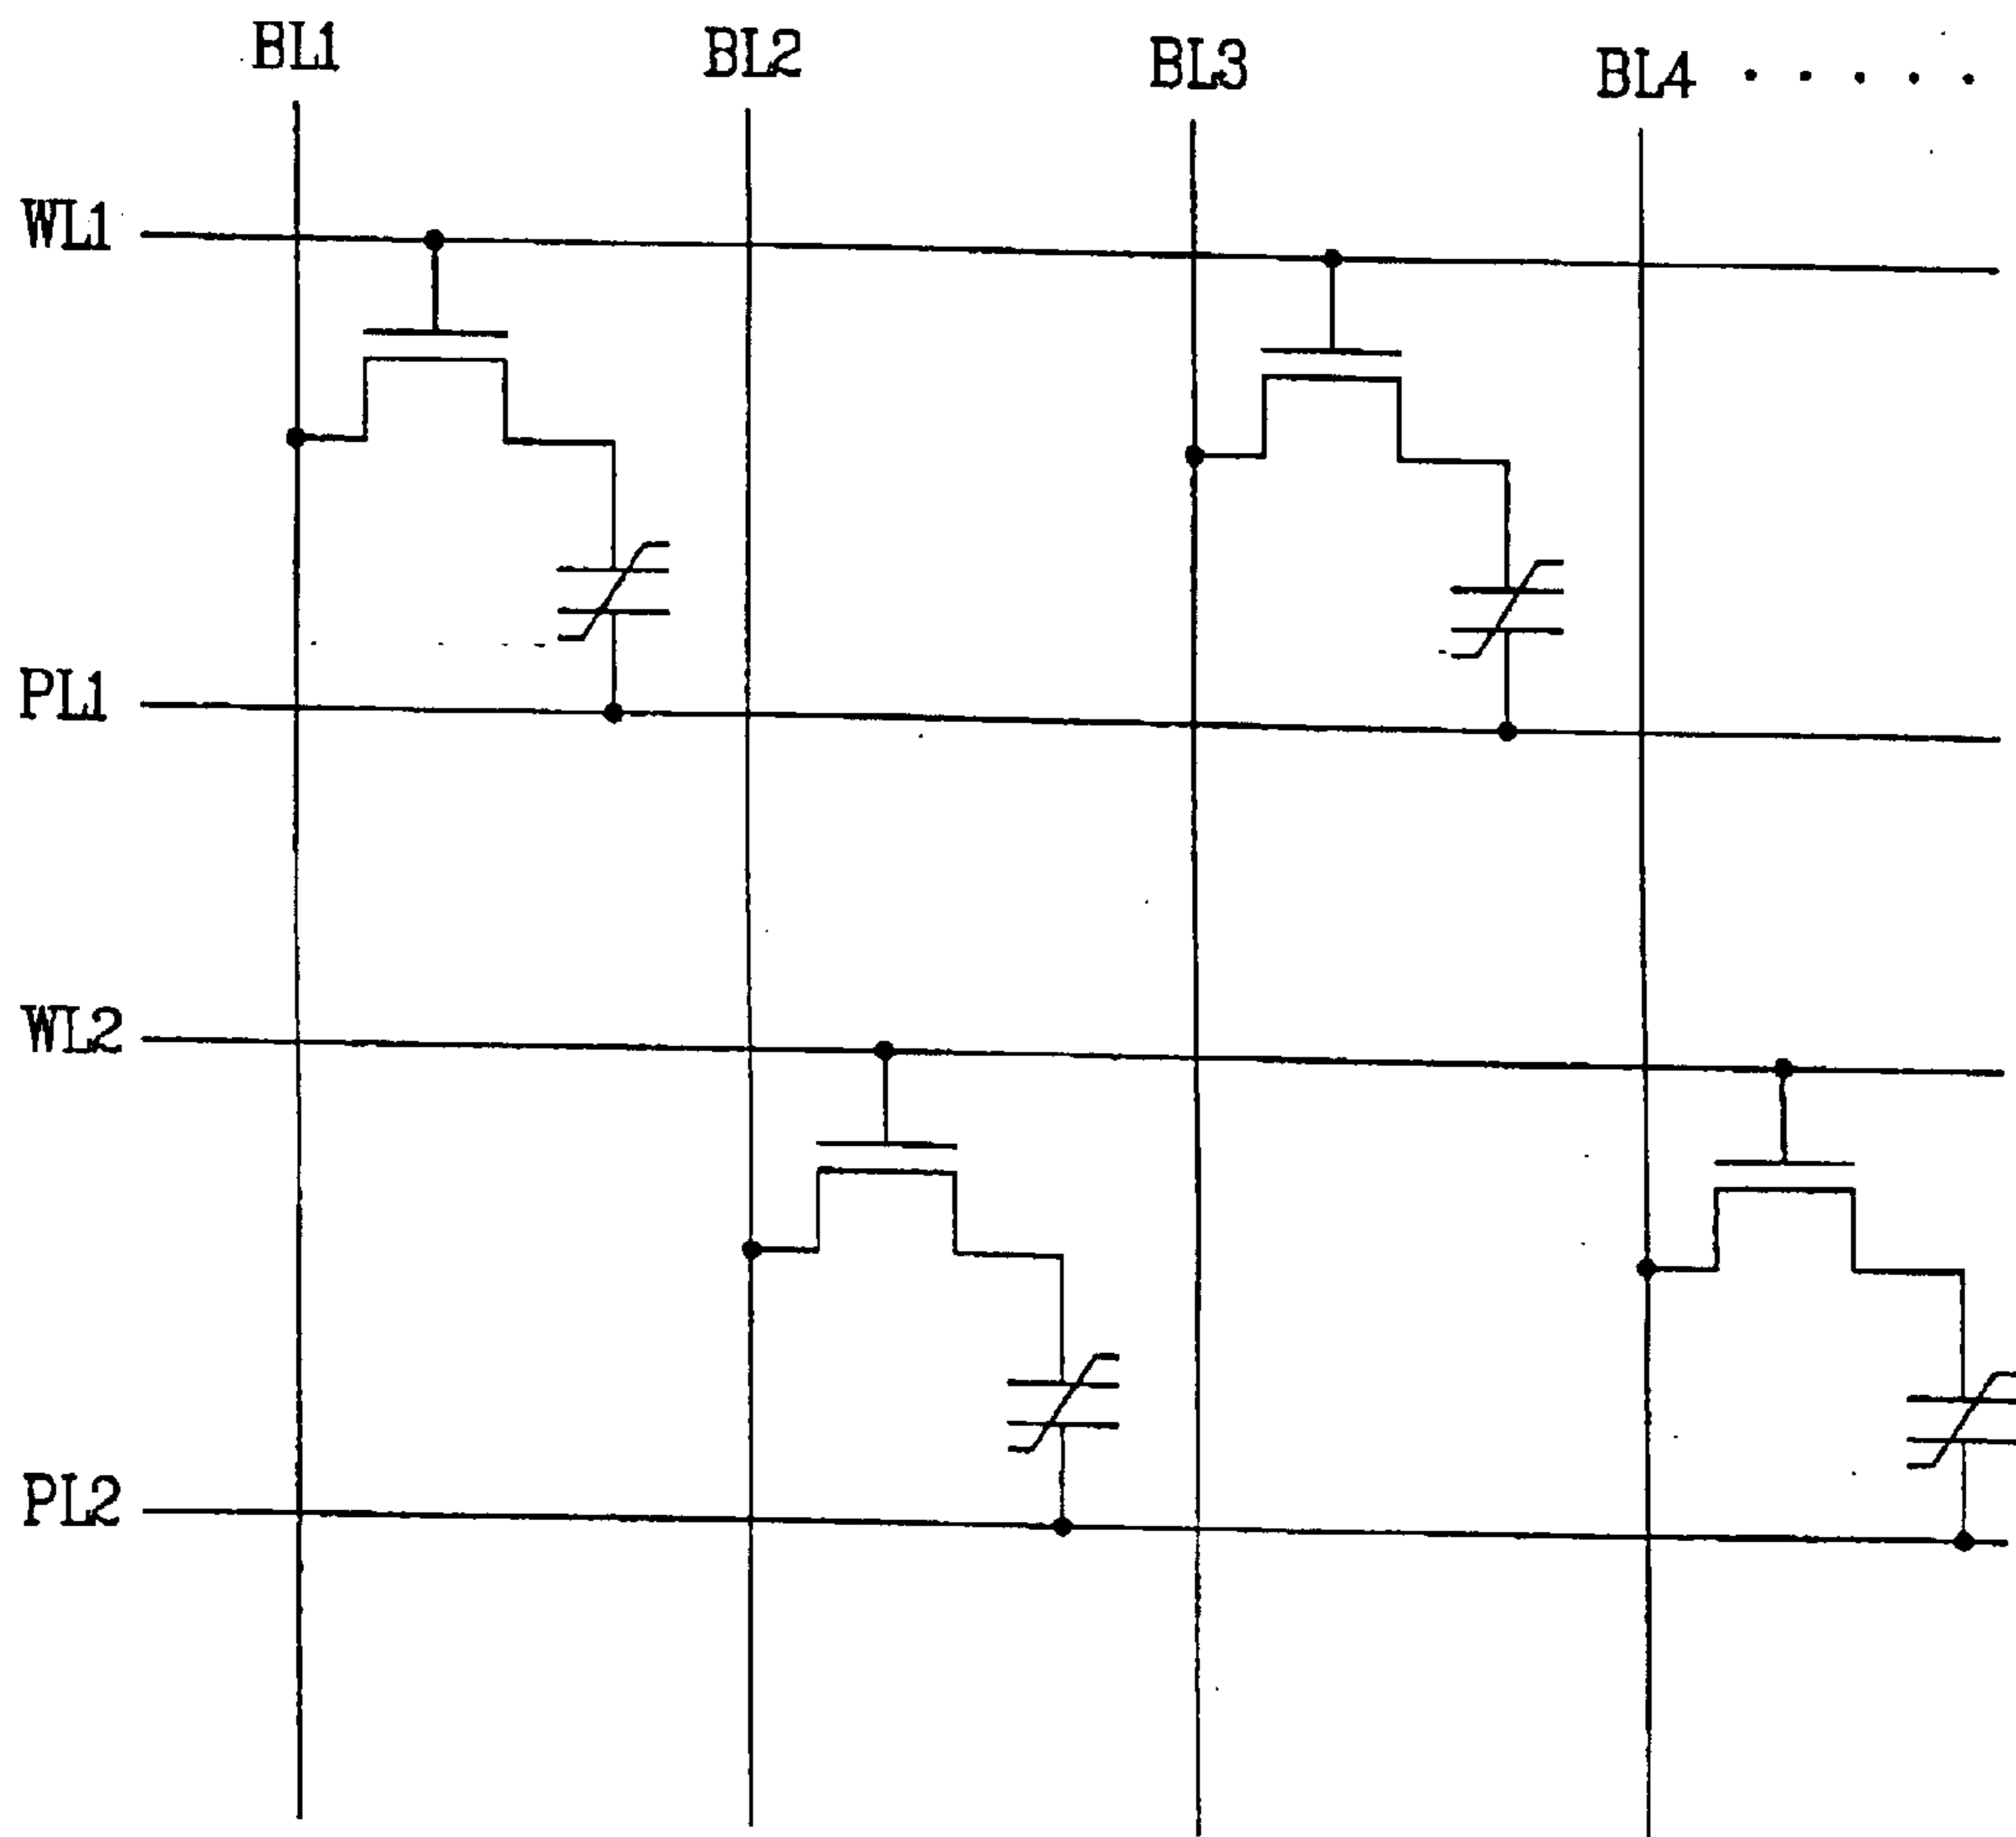 BL1 BL2 BL3 BL4 . . . . .
WL1
PL1
WL2
PL2